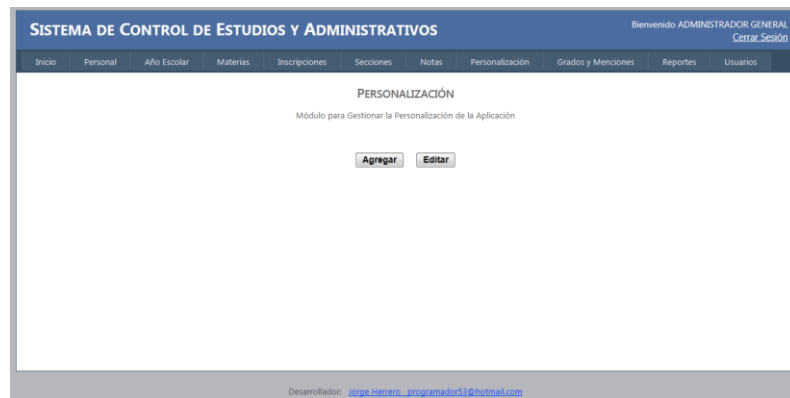 SISTEMA DE CONTROL DE ESTUDIOS Y ADMINISTRATIVOS
Bienvenido ADMINISTRADOR GENERAL
Cerrar Sesión
Inicio Personal Año Escolar Materias Inscripciones Secciones Notas Personalización Grados y Menciones Reportes Usuarios
PERSONALIZACIÓN
Módulo para Gestionar la Personalización de la Aplicación
Agregar Editar
Desarrollador: Jorge Herrero programador53@hotmail.com